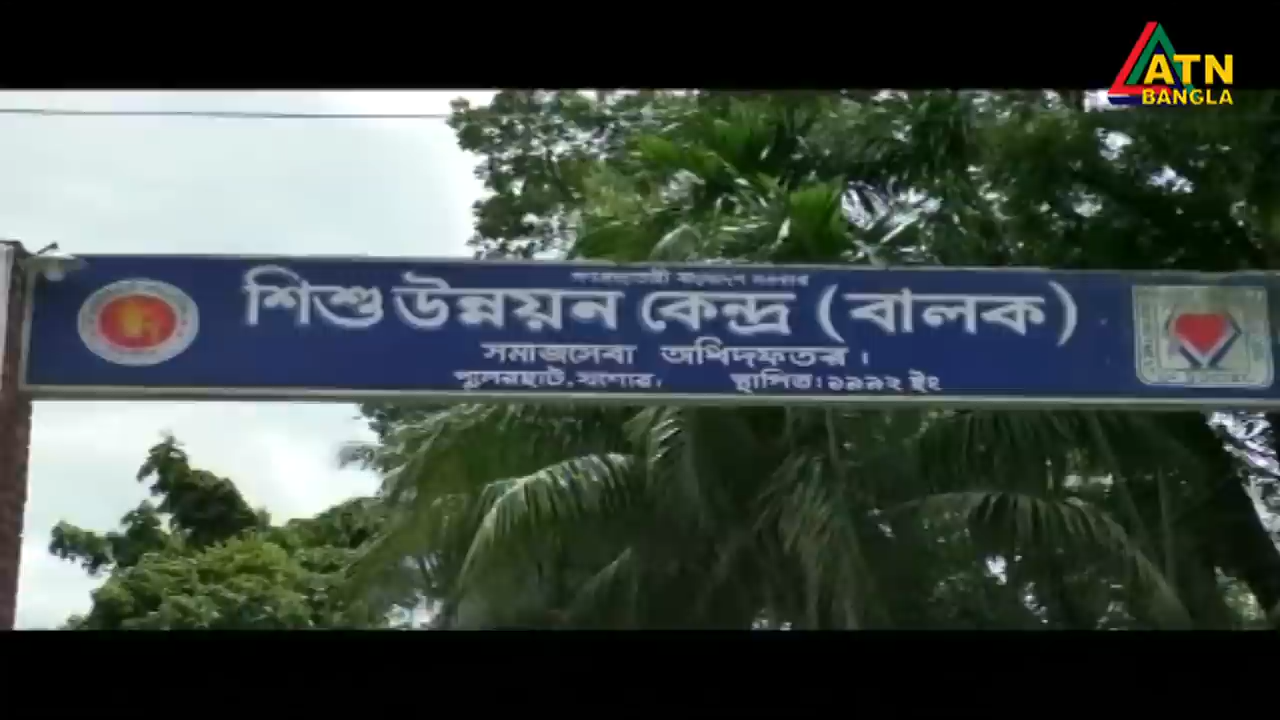 ATN
BANGLA
গণপ্রজাতন্ত্রী বাংলাদেশ সরকার
শিশু উন্নয়ন কেন্দ্র (বালক)
সমাজসেবা অধিদফতর।
পুলেরহাট, যশোর। স্থাপিত: ১৯৯২ ইং